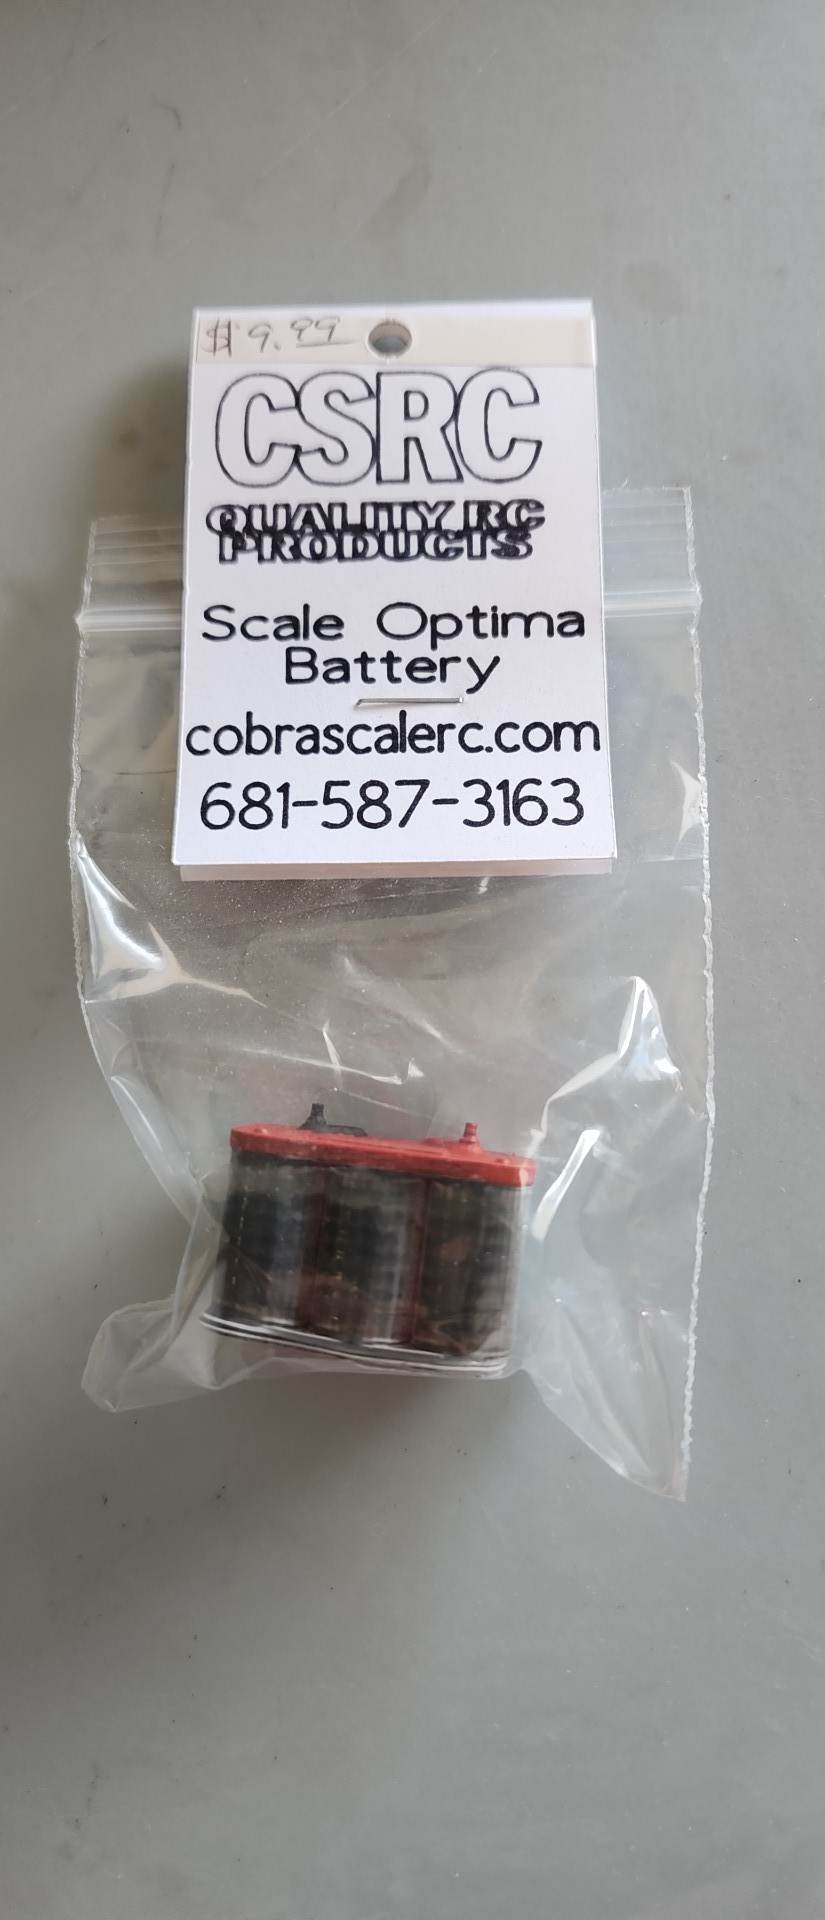 $ 9.99
CSRC
QUALITY RC
PRODUCTS
Scale Optima
Battery
cobrascalerc.com
681-587-3163